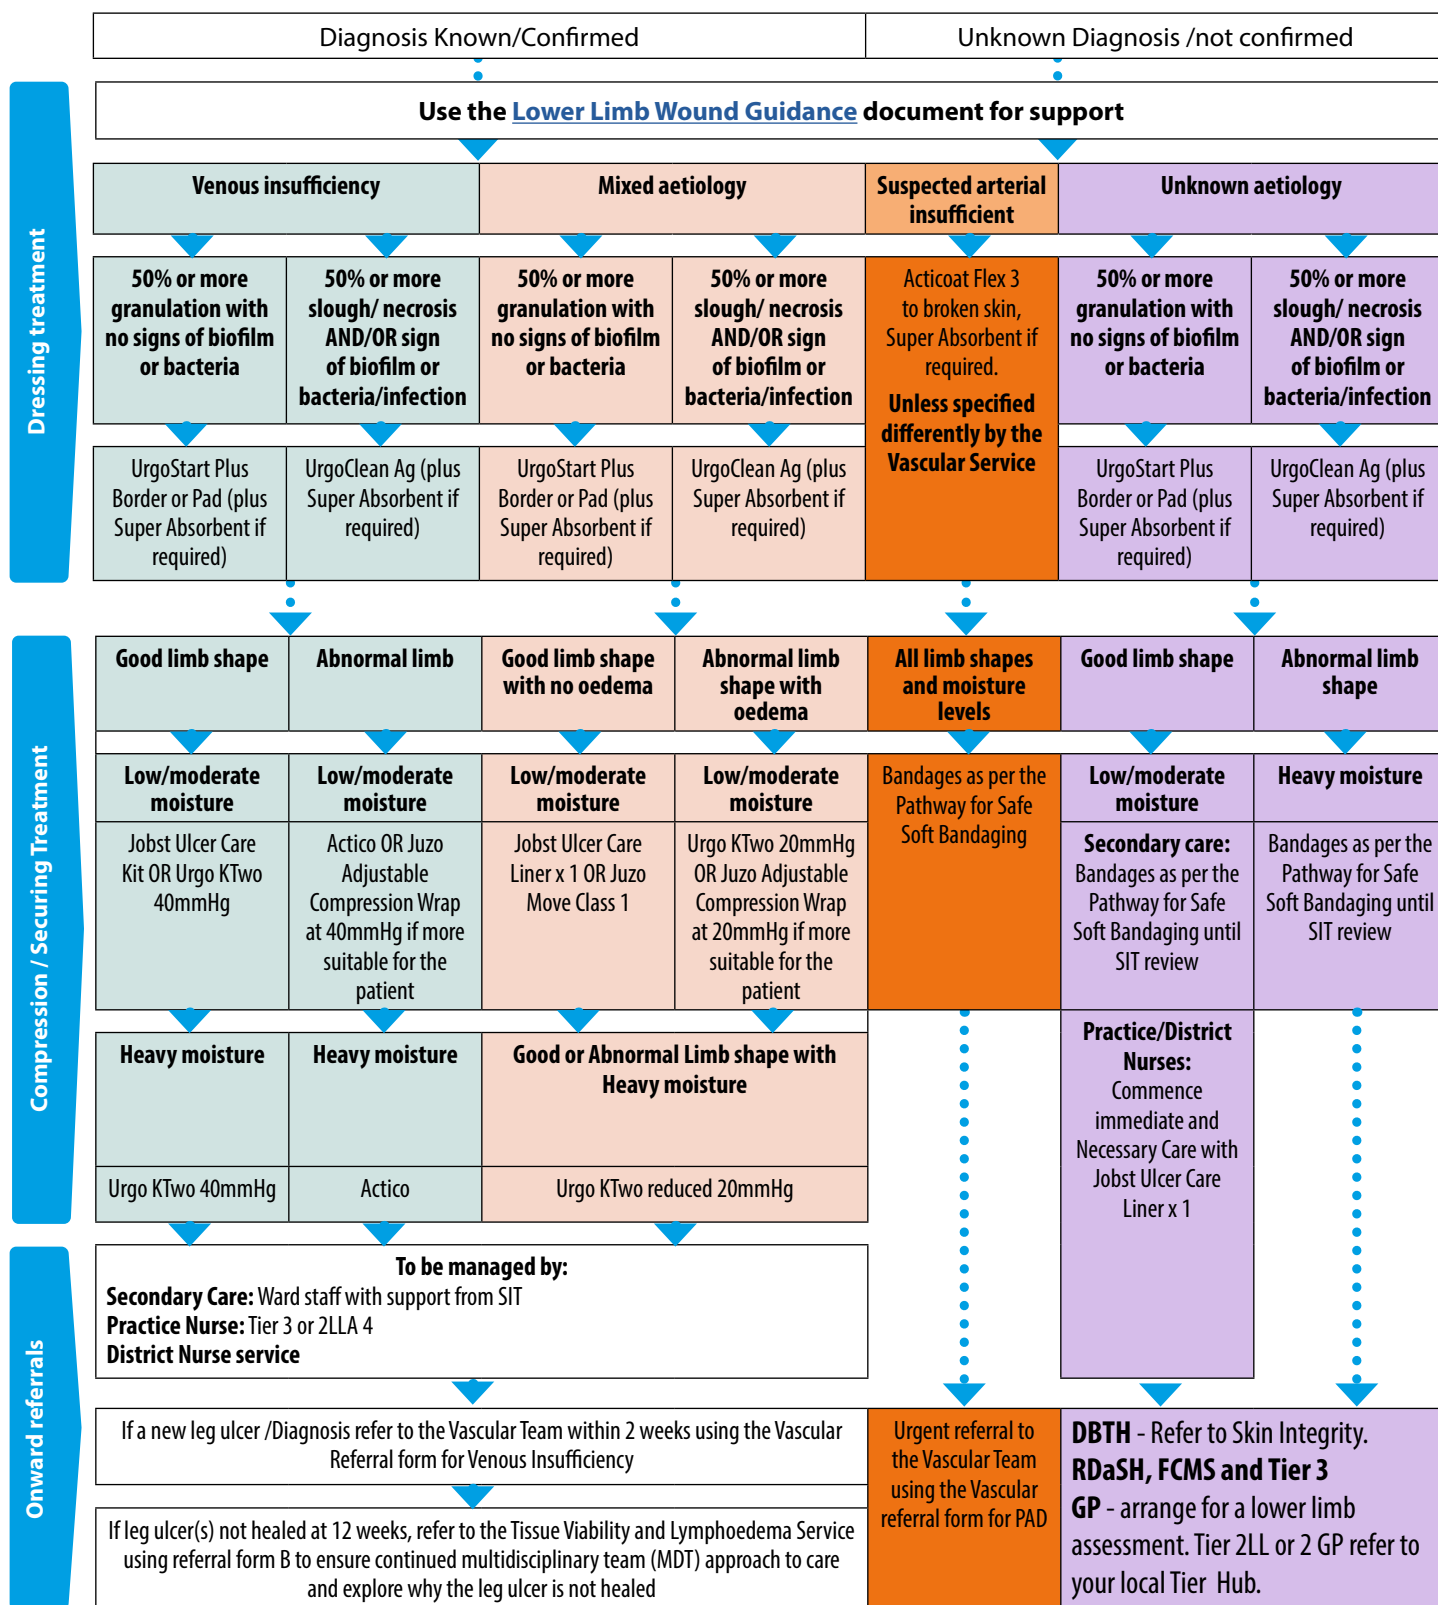 Diagnosis Known/Confirmed
Unknown Diagnosis /not confirmed
Use the Lower Limb Wound Guidance document for support
Dressing treatment
Venous insufficiency
Mixed aetiology
Suspected arterial
insufficient
Unknown aetiology
50% or more
granulation with
no signs of biofilm
or bacteria
50% or more
slough/ necrosis
AND/OR sign
of biofilm or
bacteria/infection
50% or more
granulation with
no signs of biofilm
or bacteria
50% or more
slough/ necrosis
AND/OR sign
of biofilm or
bacteria/infection
Acticoat Flex 3
to broken skin,
Super Absorbent if
required.
Unless specified
differently by the
Vascular Service
50% or more
granulation with
no signs of biofilm
or bacteria
50% or more
slough/ necrosis
AND/OR sign
of biofilm or
bacteria/infection
UrgoStart Plus
Border or Pad (plus
Super Absorbent if
required)
UrgoClean Ag (plus
Super Absorbent if
required)
UrgoStart Plus
Border or Pad (plus
Super Absorbent if
required)
UrgoClean Ag (plus
Super Absorbent if
required)
UrgoStart Plus
Border or Pad (plus
Super Absorbent if
required)
UrgoClean Ag (plus
Super Absorbent if
required)
Compression / Securing Treatment
Good limb shape
Abnormal limb
Good limb shape
with no oedema
Abnormal limb
shape with
oedema
All limb shapes
and moisture
levels
Good limb shape
Abnormal limb
shape
Low/moderate
moisture
Low/moderate
moisture
Low/moderate
moisture
Low/moderate
moisture
Bandages as per the
Pathway for Safe
Soft Bandaging
Low/moderate
moisture
Heavy moisture
Jobst Ulcer Care
Kit OR Urgo KTwo
40mmHg
Actico OR Juzo
Adjustable
Compression Wrap
at 40mmHg if more
suitable for the
patient
Jobst Ulcer Care
Liner x 1 OR Juzo
Move Class 1
Urgo KTwo 20mmHg
OR Juzo Adjustable
Compression Wrap
at 20mmHg if more
suitable for the
patient
Secondary care:
Bandages as per the
Pathway for Safe
Soft Bandaging until
SIT review
Bandages as per the
Pathway for Safe
Soft Bandaging until
SIT review
Heavy moisture
Heavy moisture
Good or Abnormal Limb shape with
Heavy moisture
Practice/District
Nurses:
Commence
immediate and
Necessary Care with
Jobst Ulcer Care
Liner x 1
Urgo KTwo 40mmHg
Actico
Urgo KTwo reduced 20mmHg
Onward referrals
To be managed by:
Secondary Care: Ward staff with support from SIT
Practice Nurse: Tier 3 or 2LLA 4
District Nurse service
If a new leg ulcer /Diagnosis refer to the Vascular Team within 2 weeks using the Vascular
Referral form for Venous Insufficiency
If leg ulcer(s) not healed at 12 weeks, refer to the Tissue Viability and Lymphoedema Service
using referral form B to ensure continued multidisciplinary team (MDT) approach to care
and explore why the leg ulcer is not healed
Urgent referral to
the Vascular Team
using the Vascular
referral form for PAD
DBTH - Refer to Skin Integrity.
RDaSH, FCMS and Tier 3
GP - arrange for a lower limb
assessment. Tier 2LL or 2 GP refer to
your local Tier Hub.